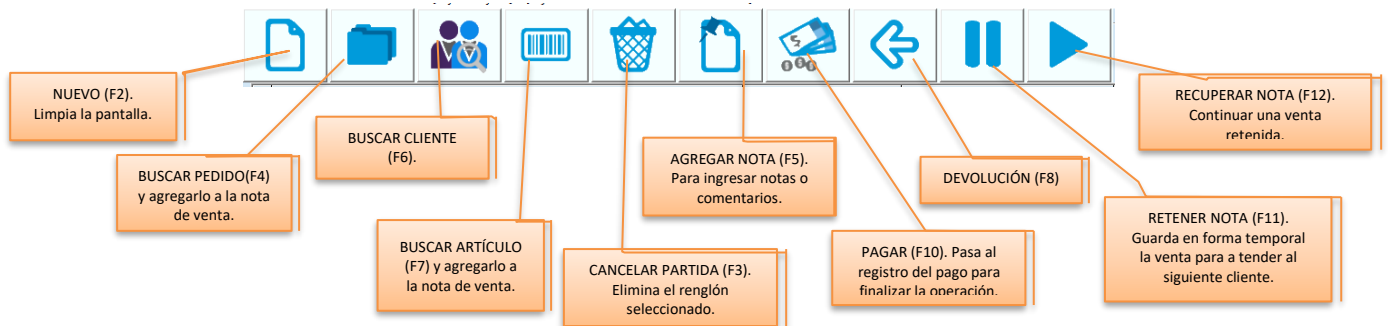 NUEVO (F2).
Limpia la pantalla.
BUSCAR PEDIDO(F4)
y agregarlo a la nota
de venta.
BUSCAR CLIENTE
(F6).
BUSCAR ARTÍCULO
(F7) y agregarlo a
la nota de venta.
CANCELAR PARTIDA (F3).
Elimina el renglón
seleccionado.
AGREGAR NOTA (F5).
Para ingresar notas o
comentarios.
PAGAR (F10). Pasa al
registro del pago para
finalizar la operación.
DEVOLUCIÓN (F8)
RETENER NOTA (F11).
Guarda en forma temporal
la venta para a tender al
siguiente cliente.
RECUPERAR NOTA (F12).
Continuar una venta
retenida.